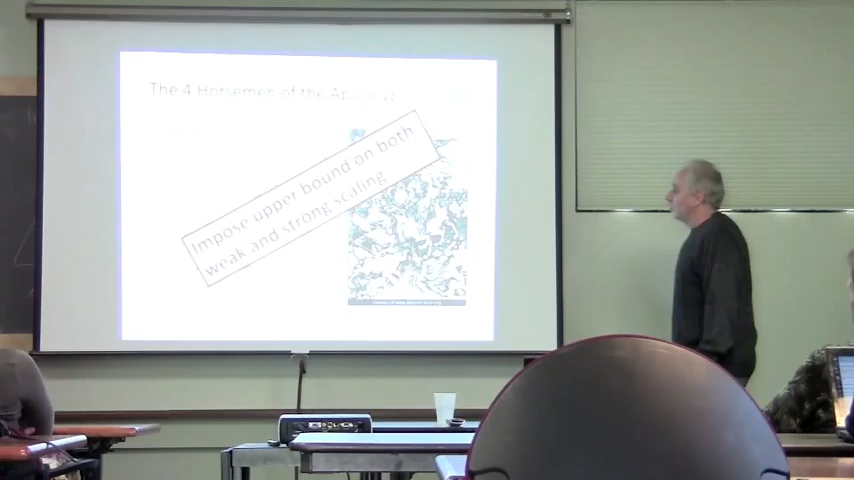 The 4 Horsemen of the
Impose upper bound on both
weak and strong scaling